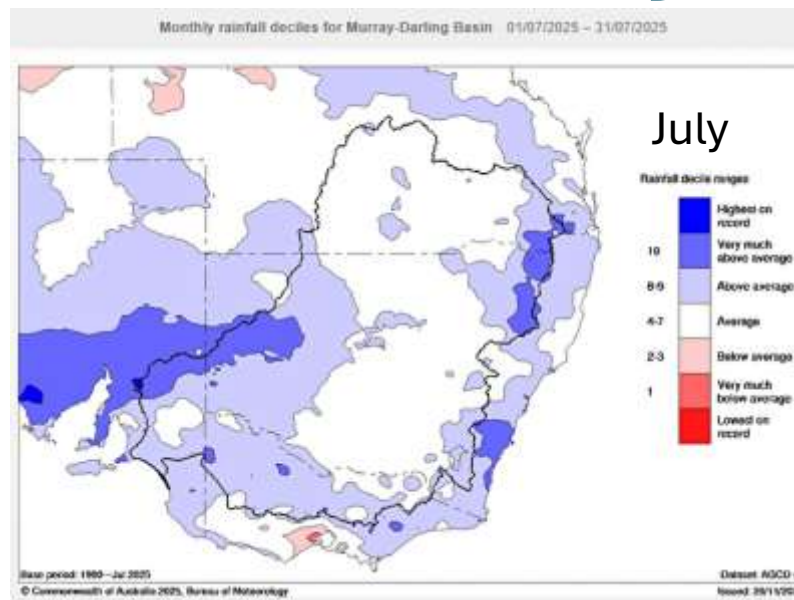 Monthly rainfall deciles for Murray-Darling Basin 01/07/2025 – 31/07/2025
July
Rainfall decile ranges
Highest on
record
10 Very much
above average
8-9 Above average
4-7 Average
2-3 Below average
1 Very much
below average
Lowest on
record
Base period: 1900—Jul 2025
Dataset: AGCD
© Commonwealth of Australia 2025, Bureau of Meteorology